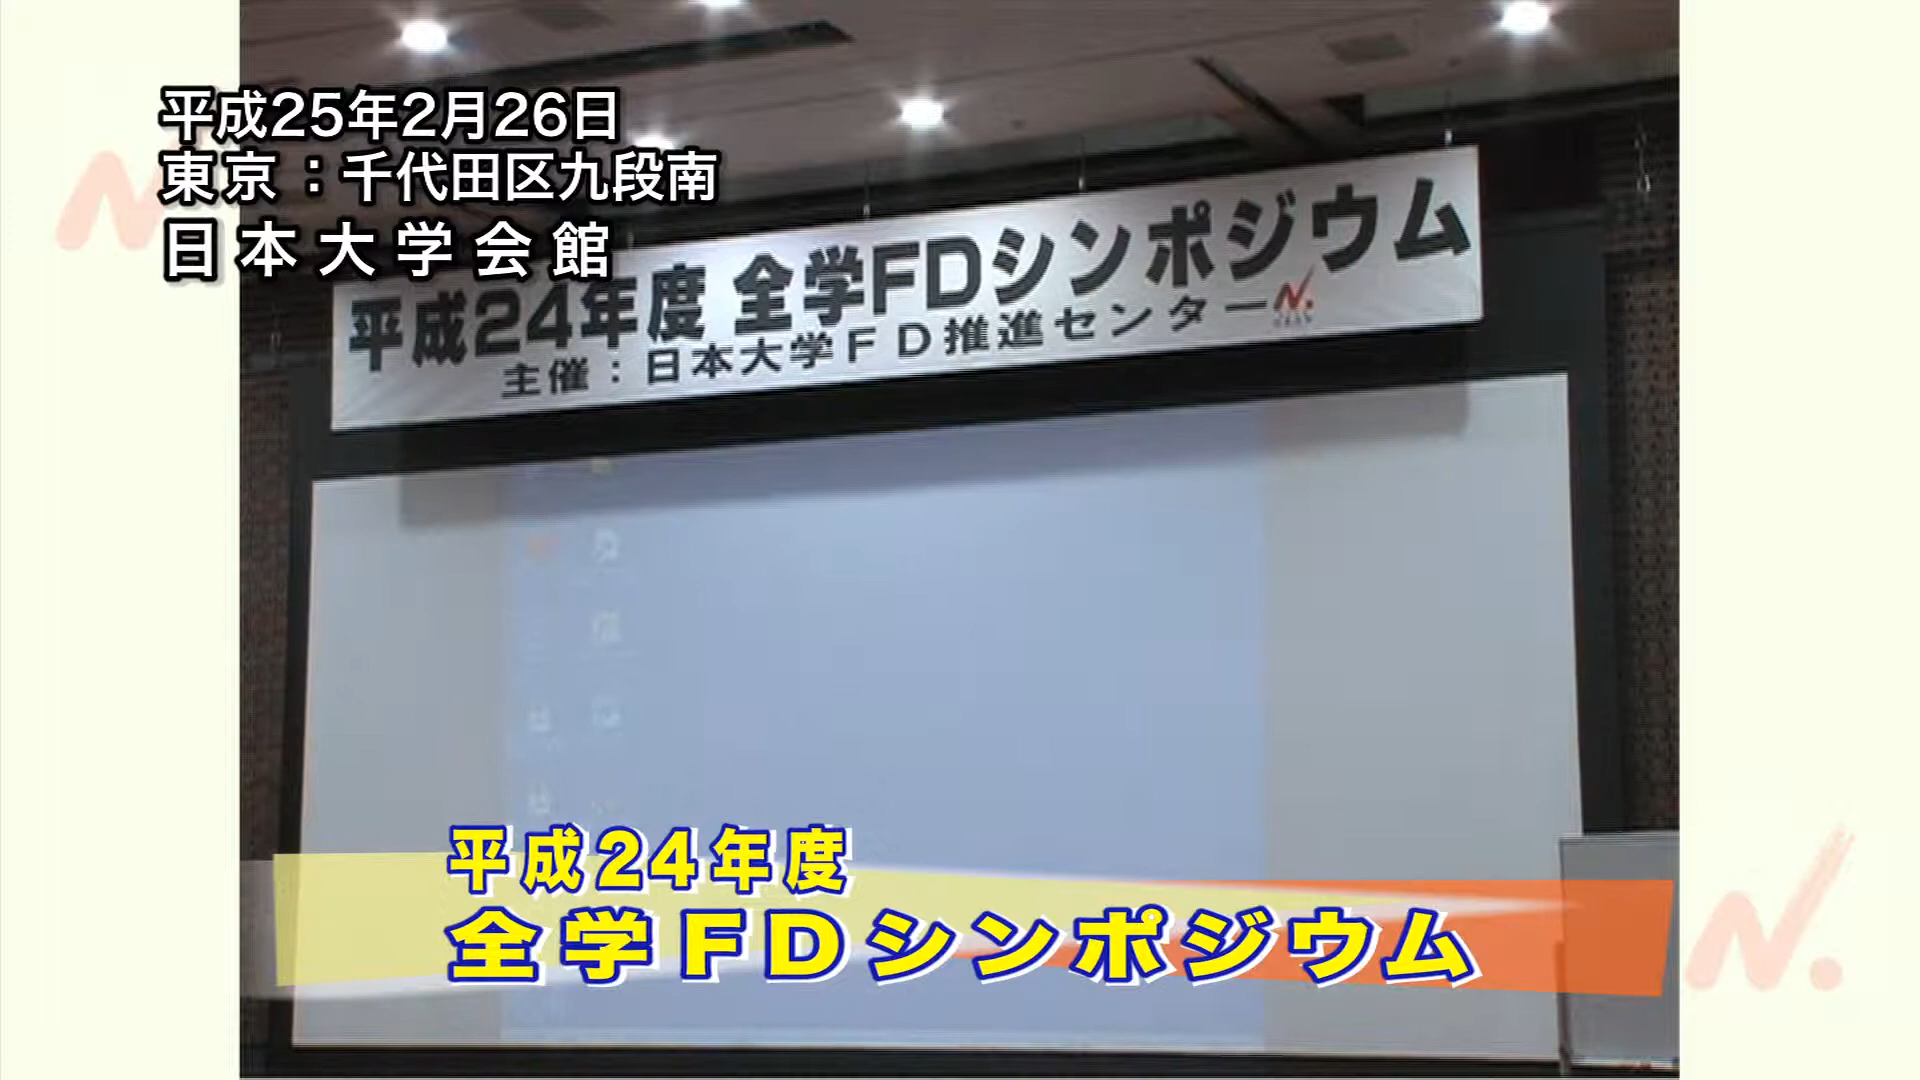 平成25年2月26日
東京：千代田区九段南
日本大学会館
平成24年度 全学FDシンポジウム
主催：日本大学FD推進センター
平成24年度
全学FDシンポジウム